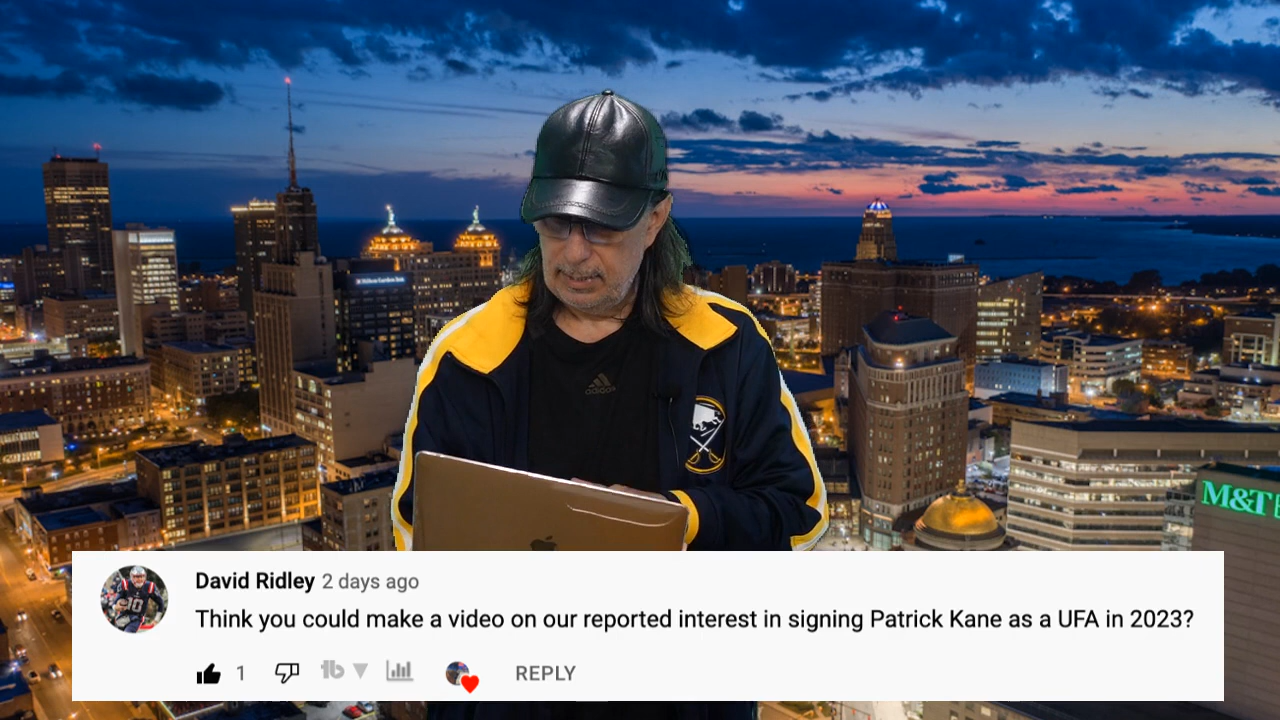 adidas
M&T
David Ridley 2 days ago
Think you could make a video on our reported interest in signing Patrick Kane as a UFA in 2023?
1
REPLY